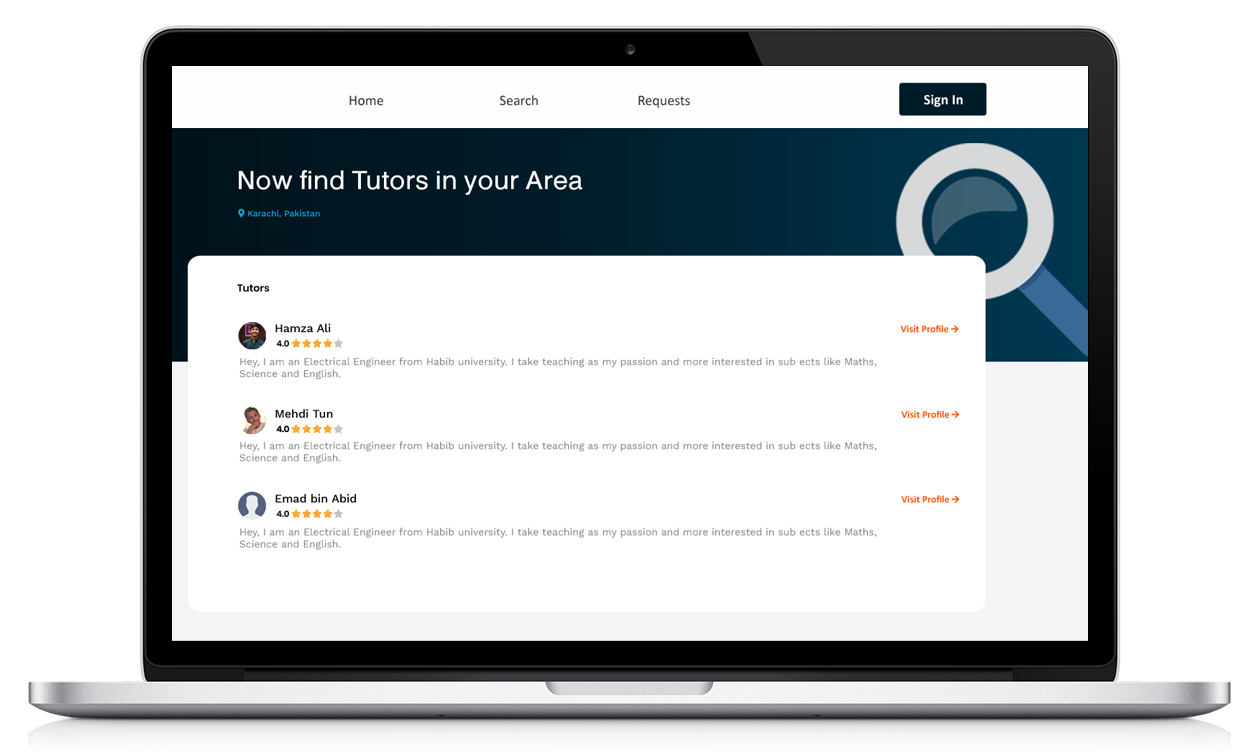 Home Search Requests Sign In
Now find Tutors in your Area
Karachi, Pakistan
Tutors
Hamza Ali Visit Profile →
4.0
Hey, I am an Electrical Engineer from Habib university. I take teaching as my passion and more interested in sub ects like Maths,
Science and English.
Mehdi Tun Visit Profile →
4.0
Hey, I am an Electrical Engineer from Habib university. I take teaching as my passion and more interested in sub ects like Maths,
Science and English.
Emad bin Abid Visit Profile →
4.0
Hey, I am an Electrical Engineer from Habib university. I take teaching as my passion and more interested in sub ects like Maths,
Science and English.